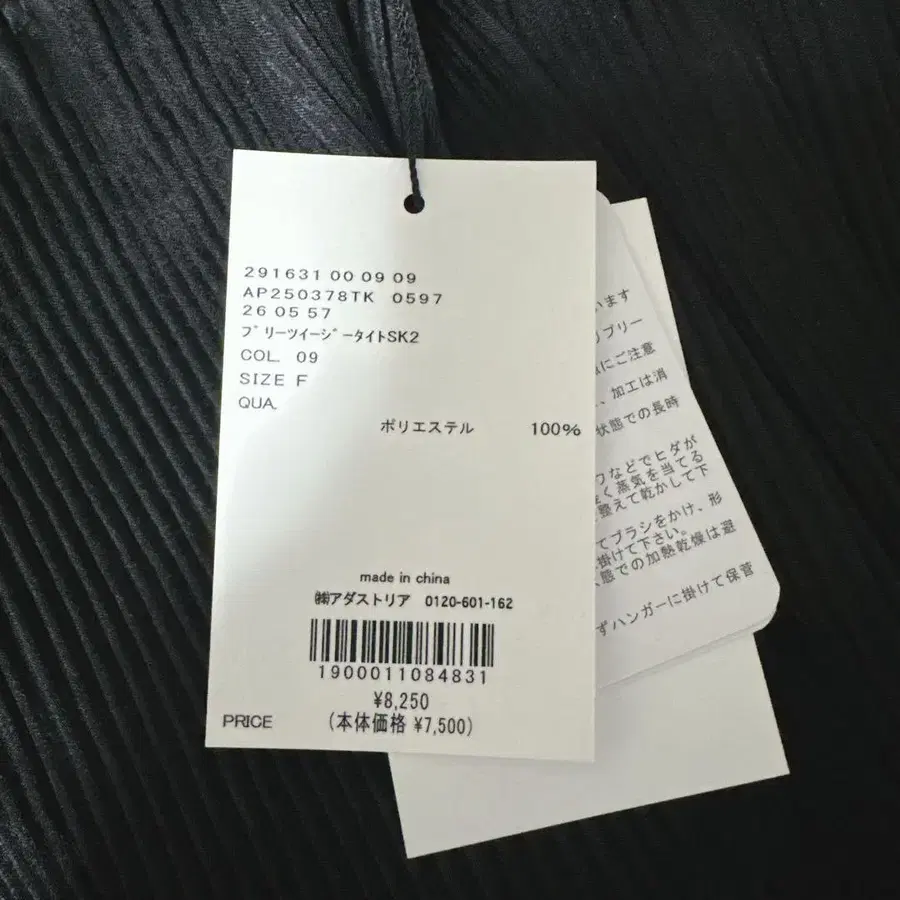 291631 00 09 09
AP250378TK 0597
26 05 57
ﾌﾟﾘｰﾂｲｰｼﾞｰﾀｲﾄSK2
COL. 09
SIZE F
QUA.
ポリエステル 100%
made in china
㈱アダストリア 0120-601-162
1900011084831
¥8,250
PRICE (本体価格 ¥7,500)
います
プリー
にご注意
、加工は消
状態での長時
などでヒダが
く蒸気を当てる
整えて乾かして下
てブラシをかけ、形
掛けて下さい。
態での加熱乾燥は避
ずハンガーに掛けて保管